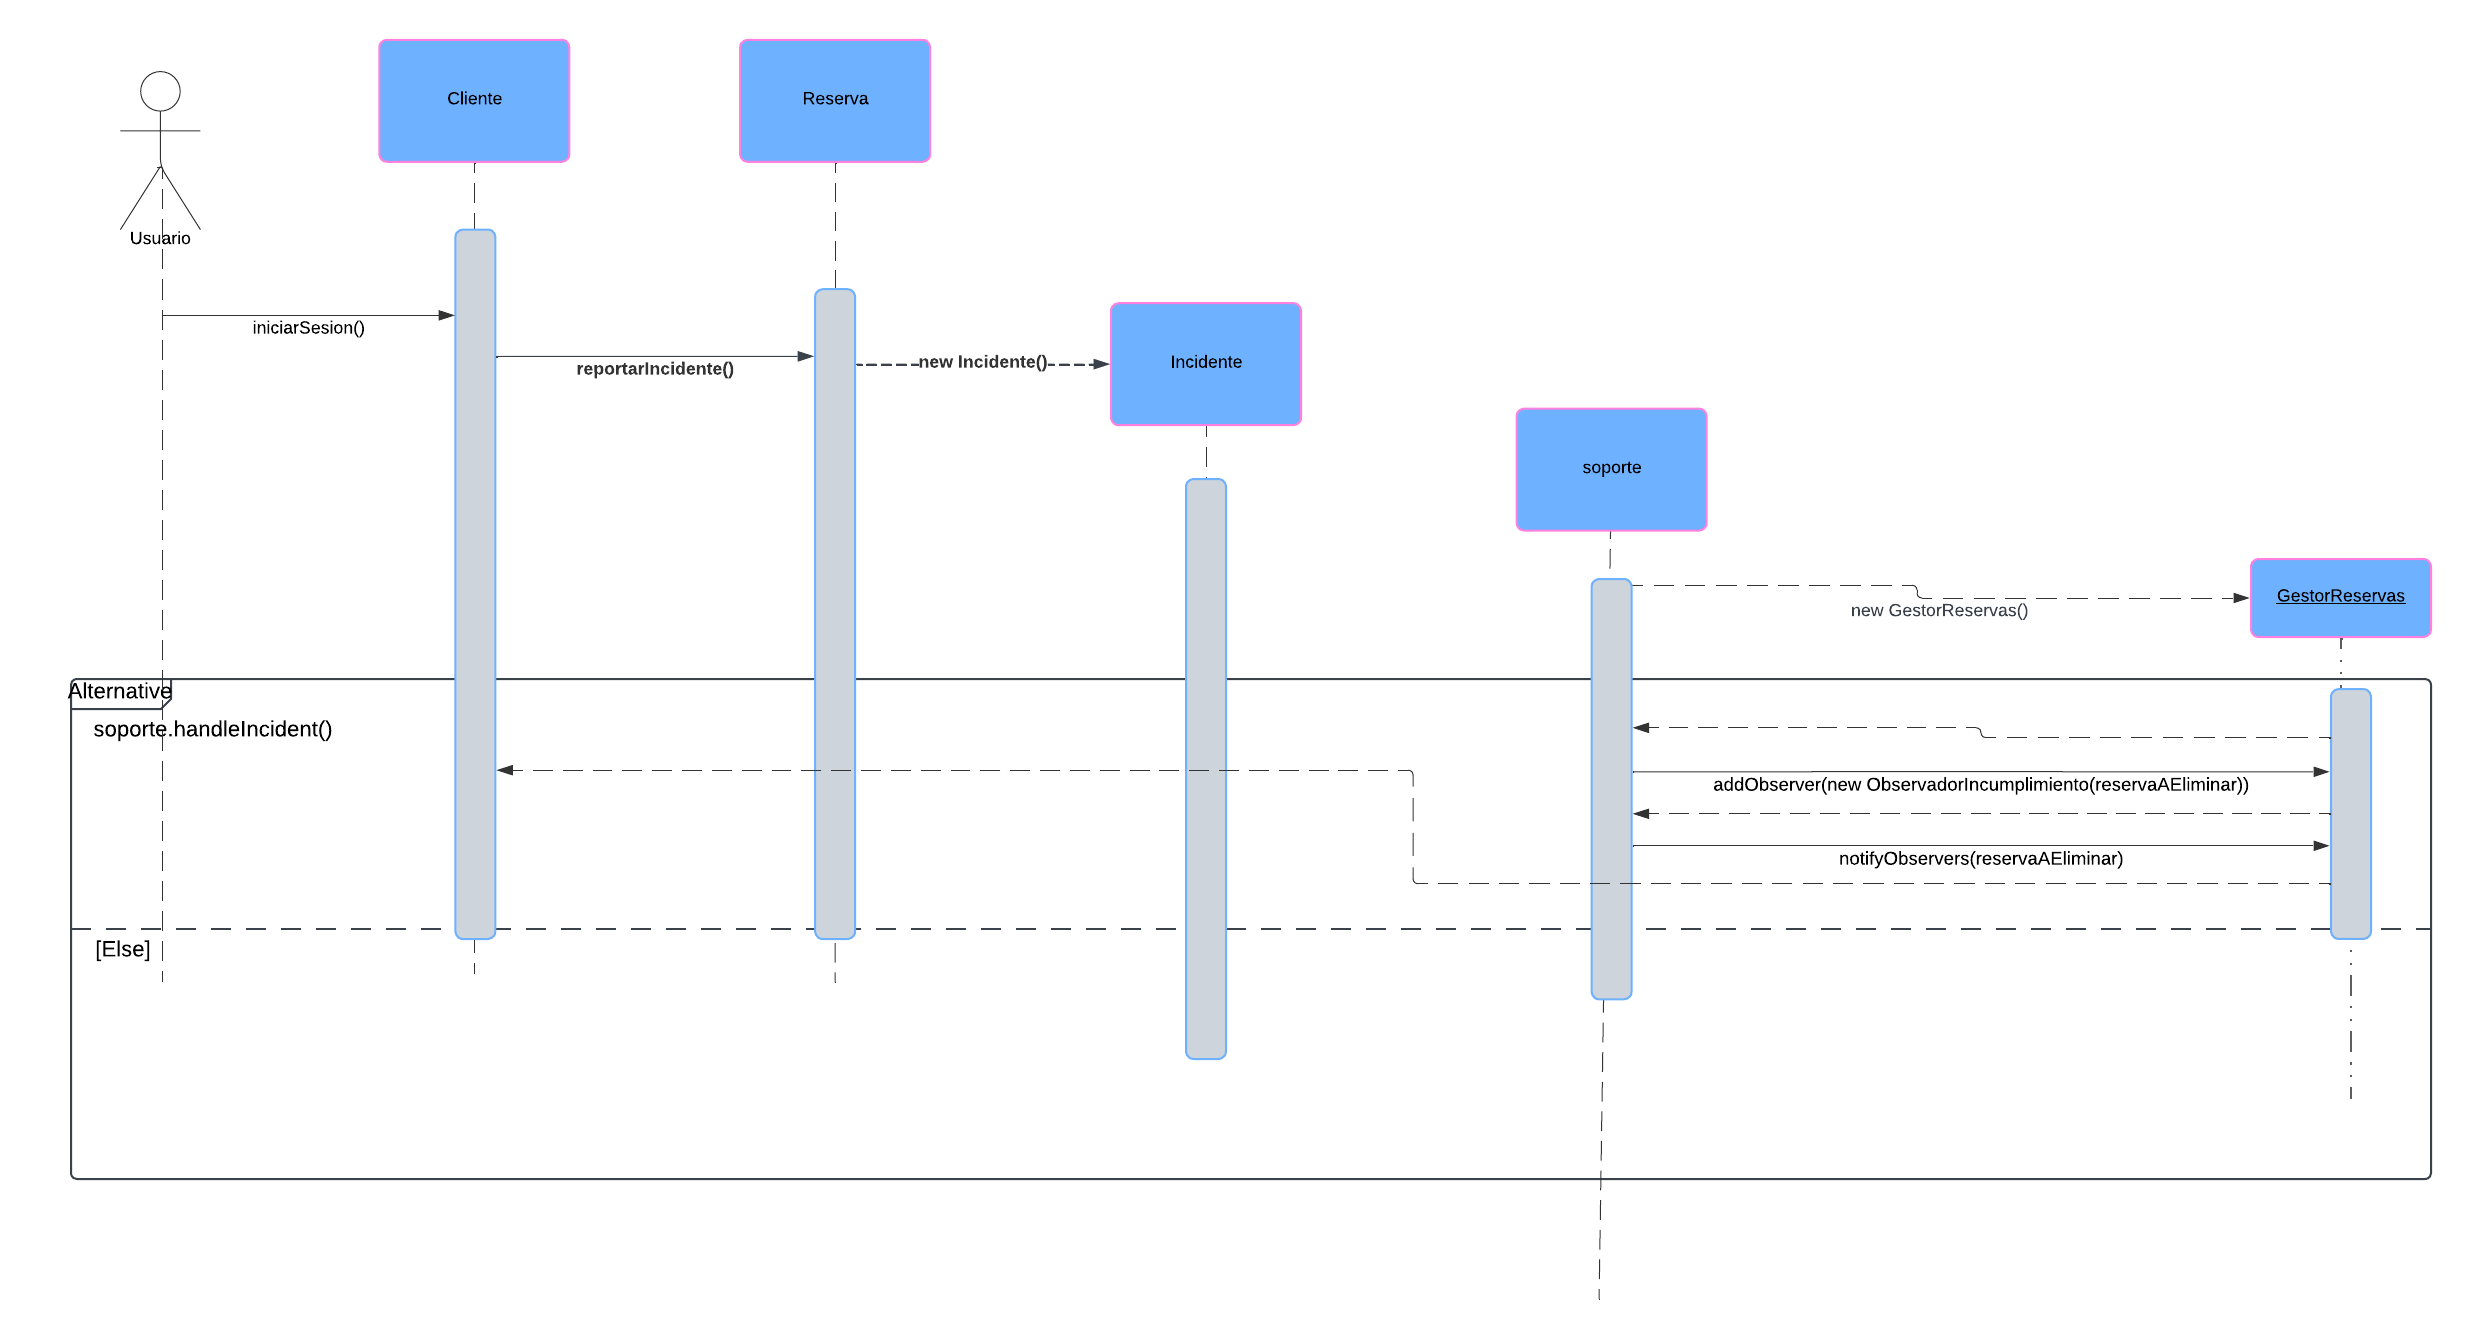 Cliente
Reserva
Usuario
iniciarSesion()
reportarIncidente()
new Incidente()
Incidente
soporte
GestorReservas
new GestorReservas()
Alternative
soporte.handleIncident()
addObserver(new ObservadorIncumplimiento(reservaAEliminar))
notifyObservers(reservaAEliminar)
[Else]